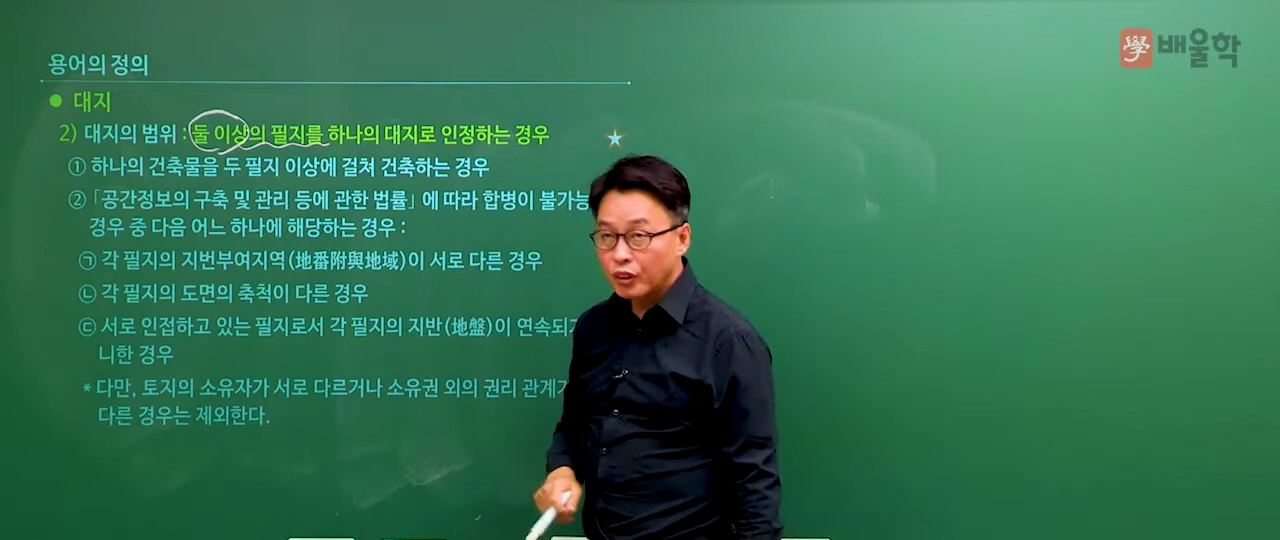 學 배울학
용어의 정의
● 대지
2) 대지의 범위 : 둘 이상의 필지를 하나의 대지로 인정하는 경우
① 하나의 건축물을 두 필지 이상에 걸쳐 건축하는 경우
② 「공간정보의 구축 및 관리 등에 관한 법률」에 따라 합병이 불가능
경우 중 다음 어느 하나에 해당하는 경우 :
㉠ 각 필지의 지번부여지역(地番附與地域)이 서로 다른 경우
㉡ 각 필지의 도면의 축척이 다른 경우
㉢ 서로 인접하고 있는 필지로서 각 필지의 지반(地盤)이 연속되
니한 경우
* 다만, 토지의 소유자가 서로 다르거나 소유권 외의 권리 관계
다른 경우는 제외한다.